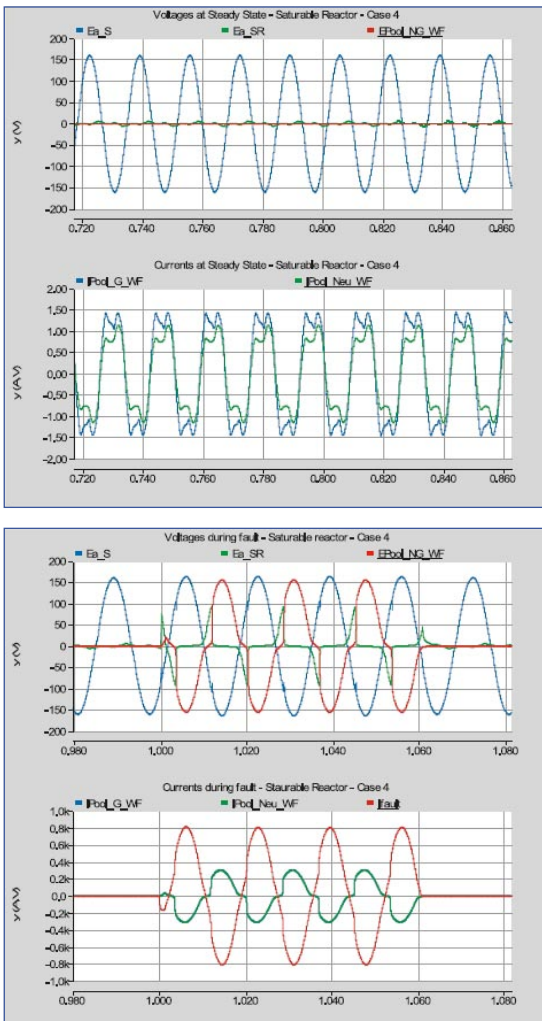 Voltages at Steady State - Saturable Reactor - Case 4
Ea_S Ea_SR EPool_NG_WF
y (V)
200
150
100
50
0
-50
-100
-150
-200
0.720 0.740 0.760 0.780 0.800 0.820 0.840 0.860
Currents at Steady State - Saturable Reactor - Case 4
IPool_G_WF IPool_Neu_WF
y (A,V)
2.00
1.50
1.00
0.50
0.00
-0.50
-1.00
-1.50
-2.00
0.720 0.740 0.760 0.780 0.800 0.820 0.840 0.860
Voltages during fault - Saturable reactor - Case 4
Ea_S Ea_SR EPool_NG_WF
y (V)
200
150
100
50
0
-50
-100
-150
-200
0.980 1.000 1.020 1.040 1.060 1.080
Currents during fault - Staurable Reactor - Case 4
IPool_G_WF IPool_Neu_WF Ifault
y (A,V)
1.0k
0.8k
0.6k
0.4k
0.2k
0.0
-0.2k
-0.4k
-0.6k
-0.8k
-1.0k
0.980 1.000 1.020 1.040 1.060 1.080